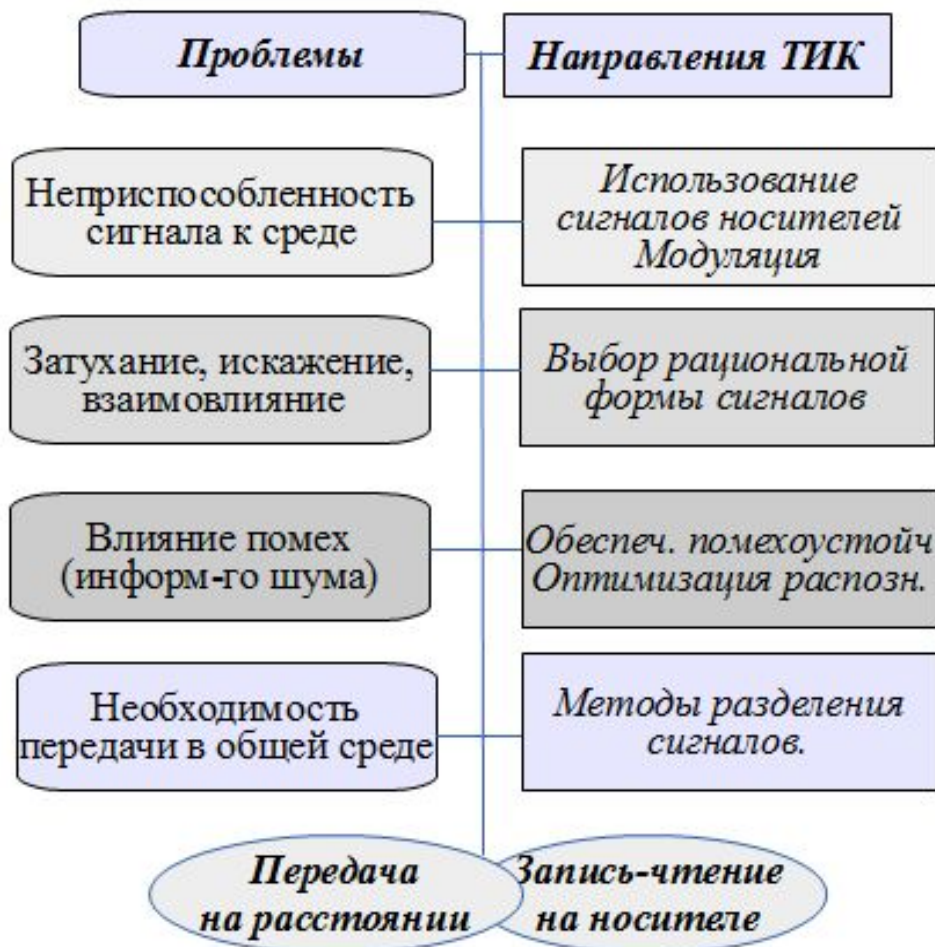 Проблемы
Направления ТИК
Неприспособленность
сигнала к среде
Использование
сигналов носителей
Модуляция
Затухание, искажение,
взаимовлияние
Выбор рациональной
формы сигналов
Влияние помех
(информ-го шума)
Обеспеч. помехоустойч
Оптимизация распозн.
Необходимость
передачи в общей среде
Методы разделения
сигналов.
Передача
на расстоянии
Запись-чтение
на носителе